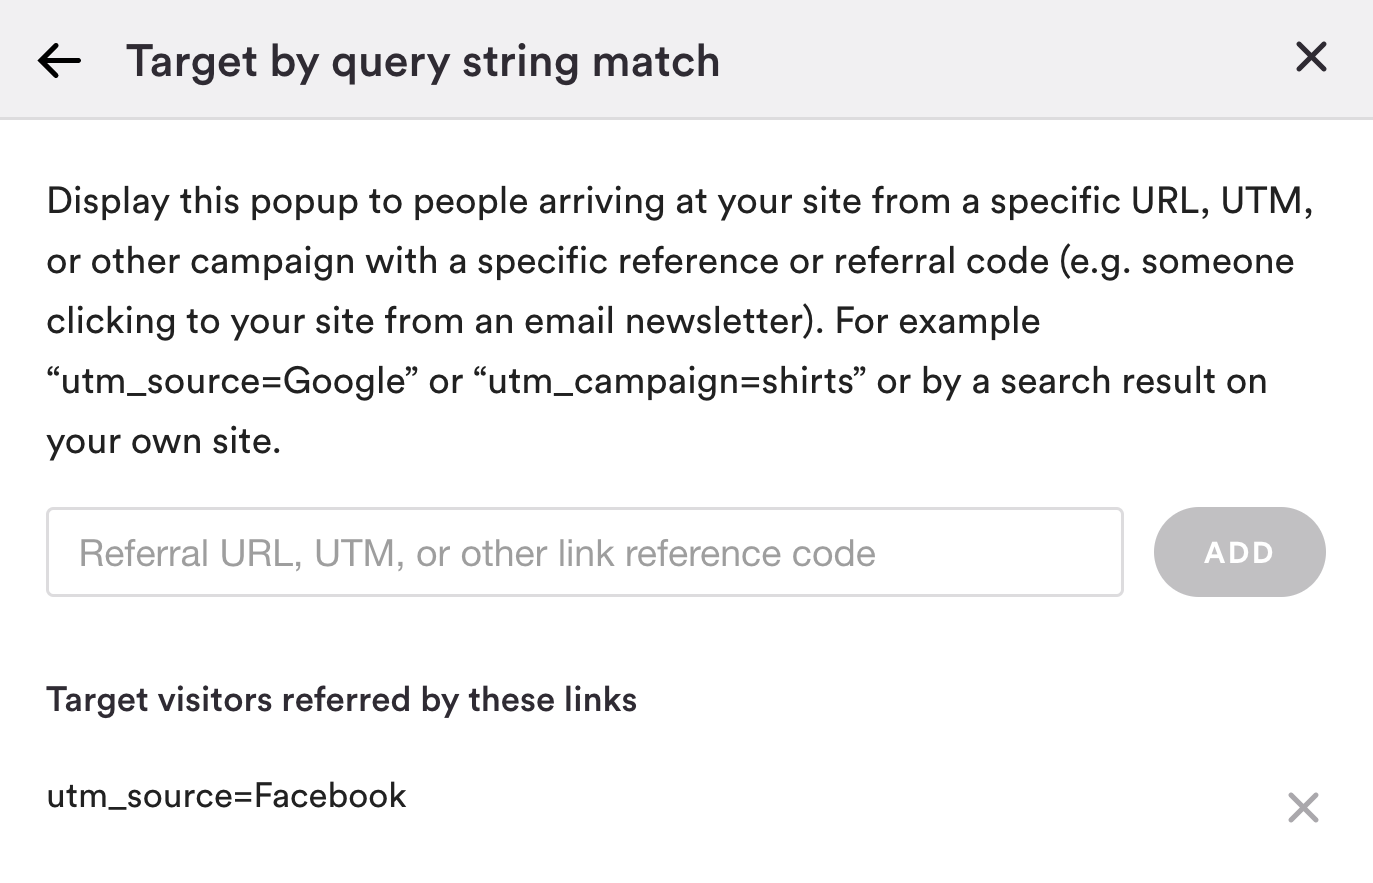 Target by query string match
Display this popup to people arriving at your site from a specific URL, UTM,
or other campaign with a specific reference or referral code (e.g. someone
clicking to your site from an email newsletter). For example
“utm_source=Google” or “utm_campaign=shirts” or by a search result on
your own site.
Referral URL, UTM, or other link reference code
ADD
Target visitors referred by these links
utm_source=Facebook